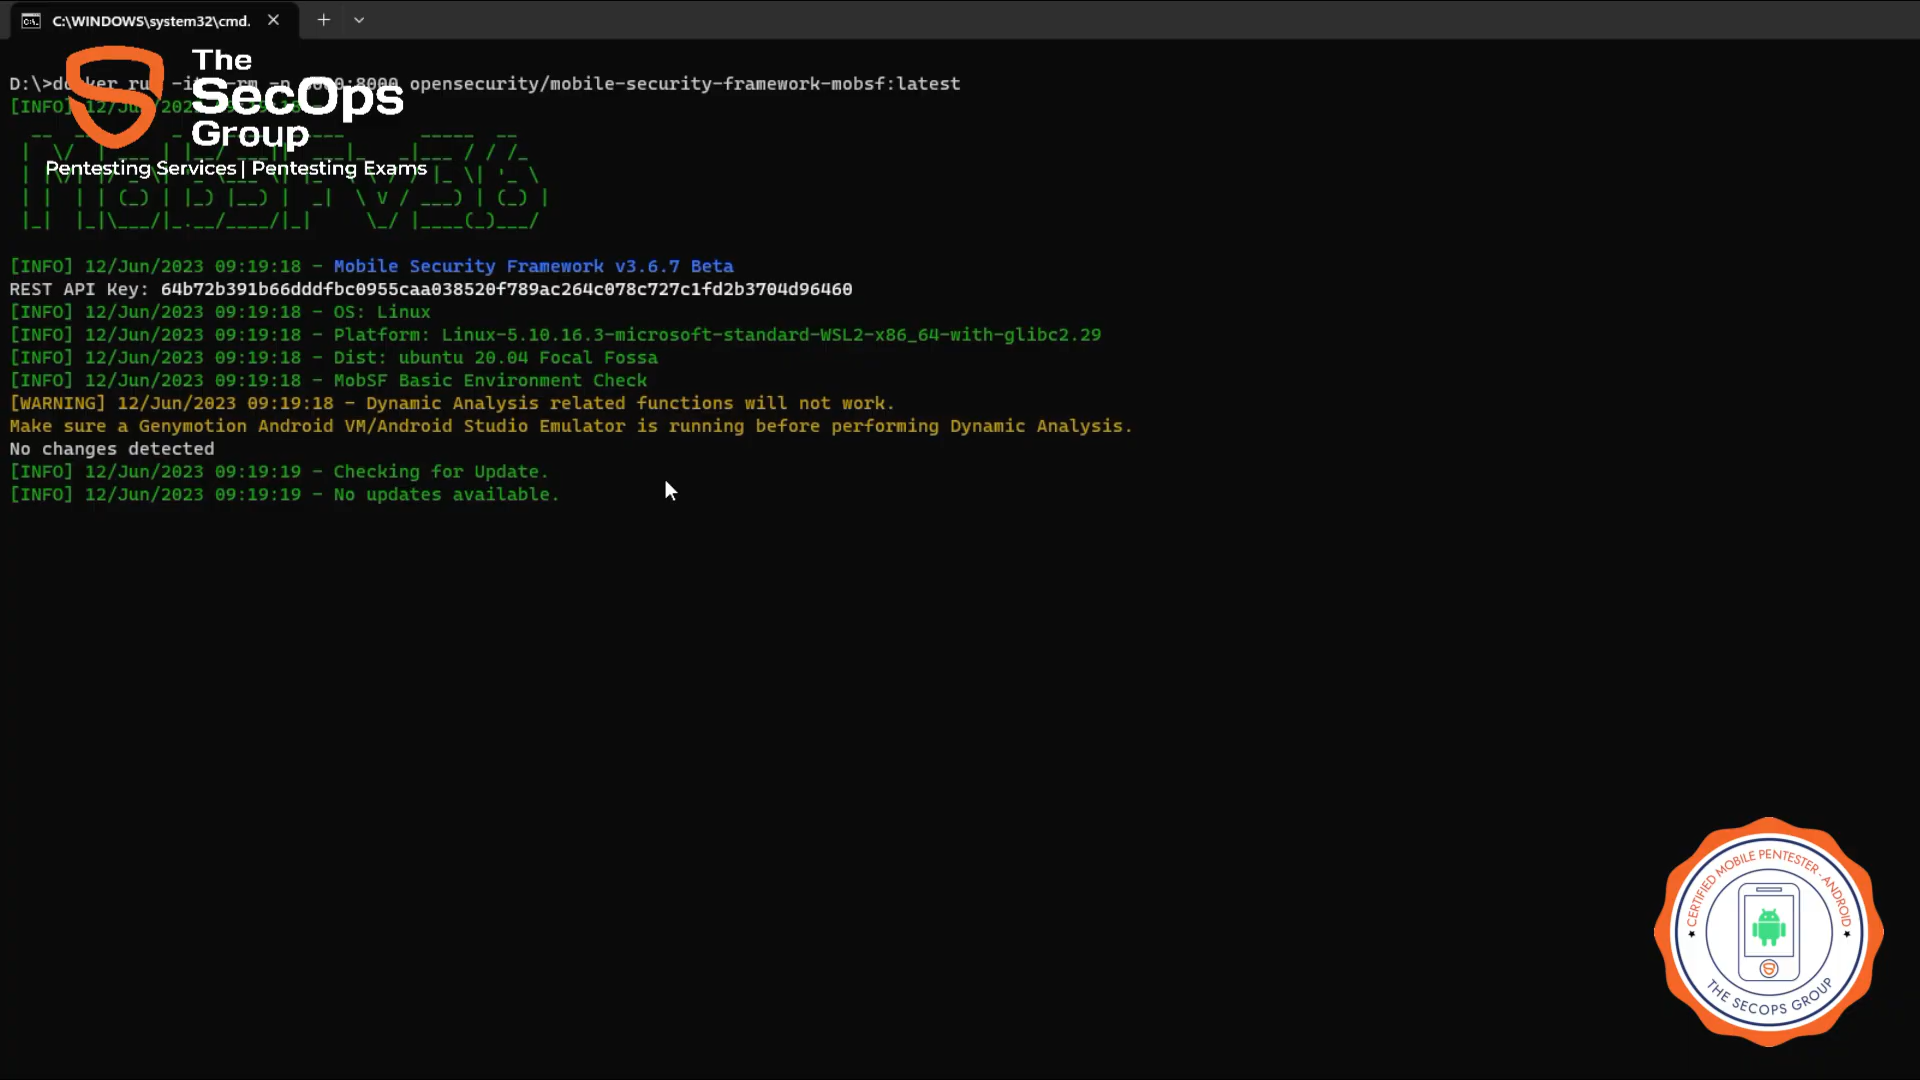 C:\WINDOWS\system32\cmd.
D:\>docker run -it --rm -p 8000:8000 opensecurity/mobile-security-framework-mobsf:latest
[INFO] 12/Jun/2023 09:19:18 -
The
SecOps
Group
Pentesting Services | Pentesting Exams
MobSF v3.6
[INFO] 12/Jun/2023 09:19:18 - Mobile Security Framework v3.6.7 Beta
REST API Key: 64b72b391b66dddfbc0955caa038520f789ac264c078c727c1fd2b3704d96460
[INFO] 12/Jun/2023 09:19:18 - OS: Linux
[INFO] 12/Jun/2023 09:19:18 - Platform: Linux-5.10.16.3-microsoft-standard-WSL2-x86_64-with-glibc2.29
[INFO] 12/Jun/2023 09:19:18 - Dist: ubuntu 20.04 Focal Fossa
[INFO] 12/Jun/2023 09:19:18 - MobSF Basic Environment Check
[WARNING] 12/Jun/2023 09:19:18 - Dynamic Analysis related functions will not work.
Make sure a Genymotion Android VM/Android Studio Emulator is running before performing Dynamic Analysis.
No changes detected
[INFO] 12/Jun/2023 09:19:19 - Checking for Update.
[INFO] 12/Jun/2023 09:19:19 - No updates available.
CERTIFIED MOBILE PENTESTER - ANDROID
THE SECOPS GROUP